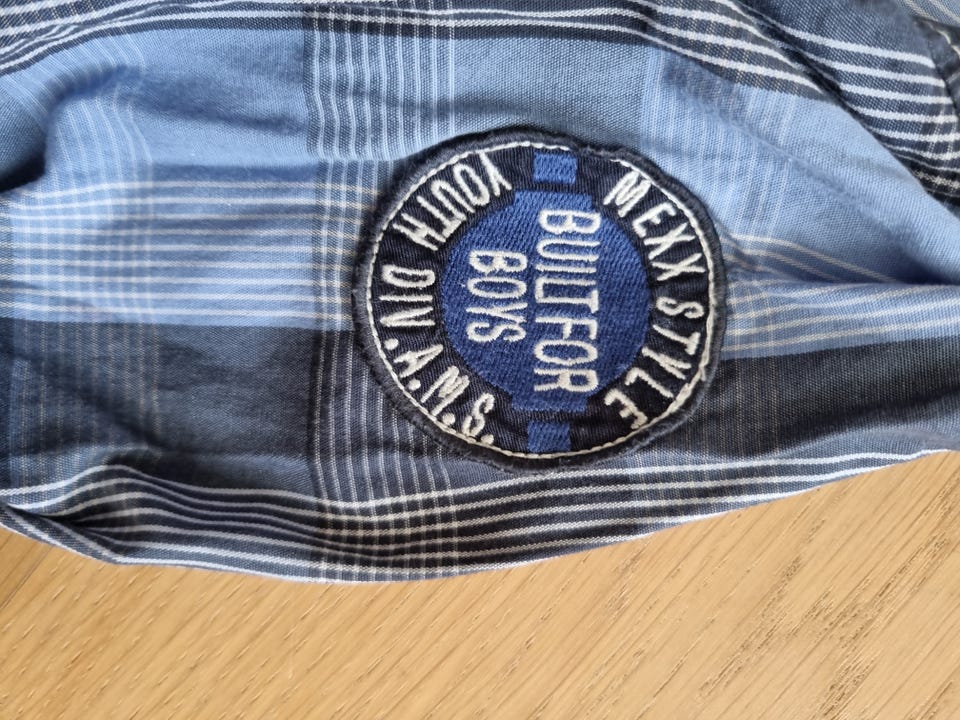 MEXX STYLE
BUILT FOR
BOYS
YOUTH DIV. A.M.S.